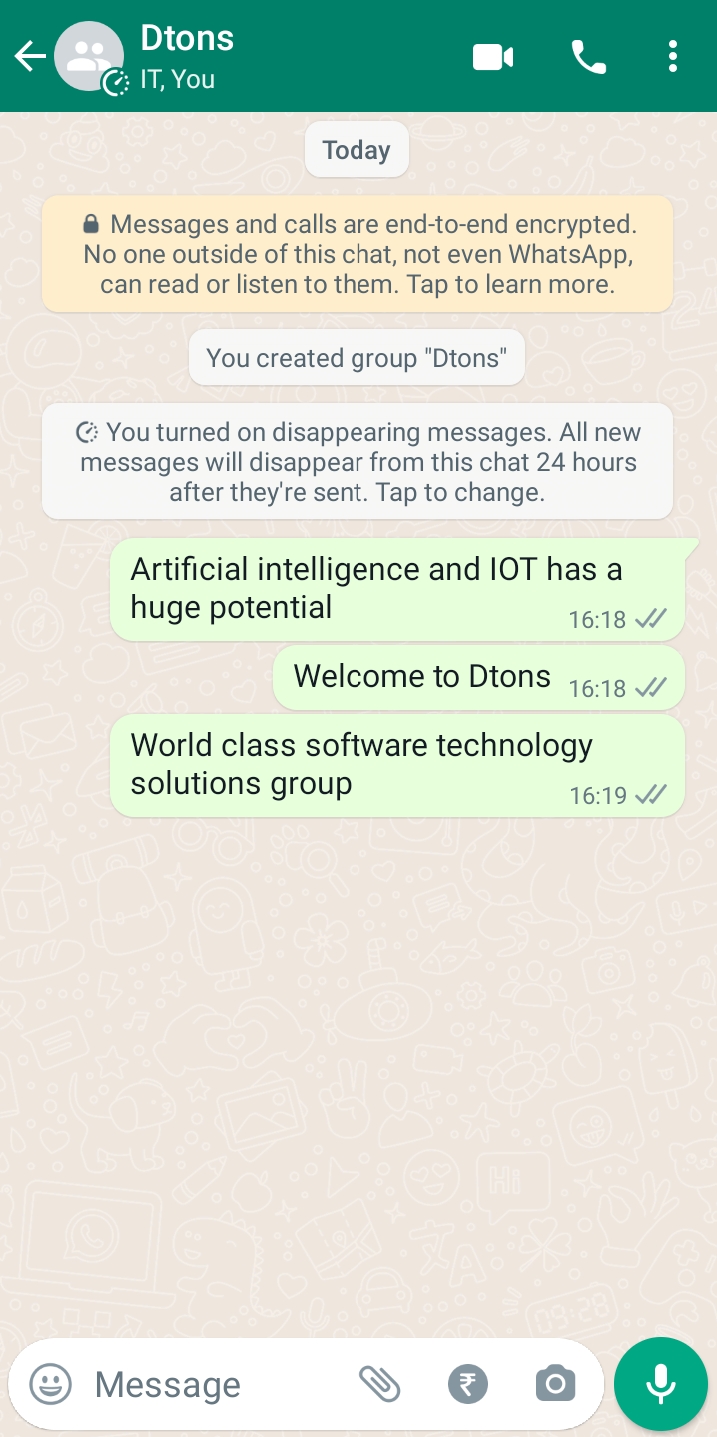 Dtons
IT, You
Today
Messages and calls are end-to-end encrypted.
No one outside of this chat, not even WhatsApp,
can read or listen to them. Tap to learn more.
You created group "Dtons"
You turned on disappearing messages. All new
messages will disappear from this chat 24 hours
after they're sent. Tap to change.
Artificial intelligence and IOT has a
huge potential
16:18
Welcome to Dtons
16:18
World class software technology
solutions group
16:19
Hi
09:28
Message
₹